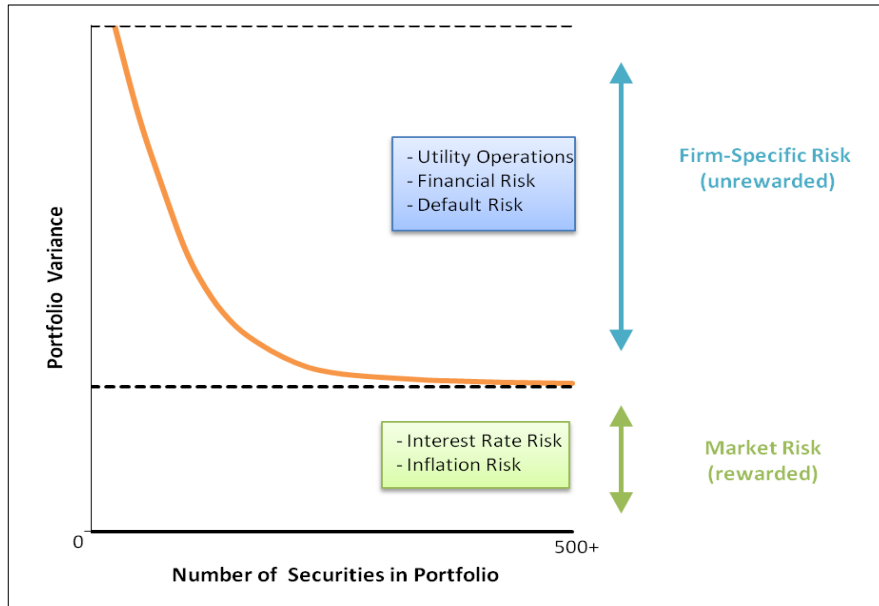 - Utility Operations
- Financial Risk
- Default Risk
Firm-Specific Risk
(unrewarded)
Portfolio Variance
- Interest Rate Risk
- Inflation Risk
Market Risk
(rewarded)
0
500+
Number of Securities in Portfolio